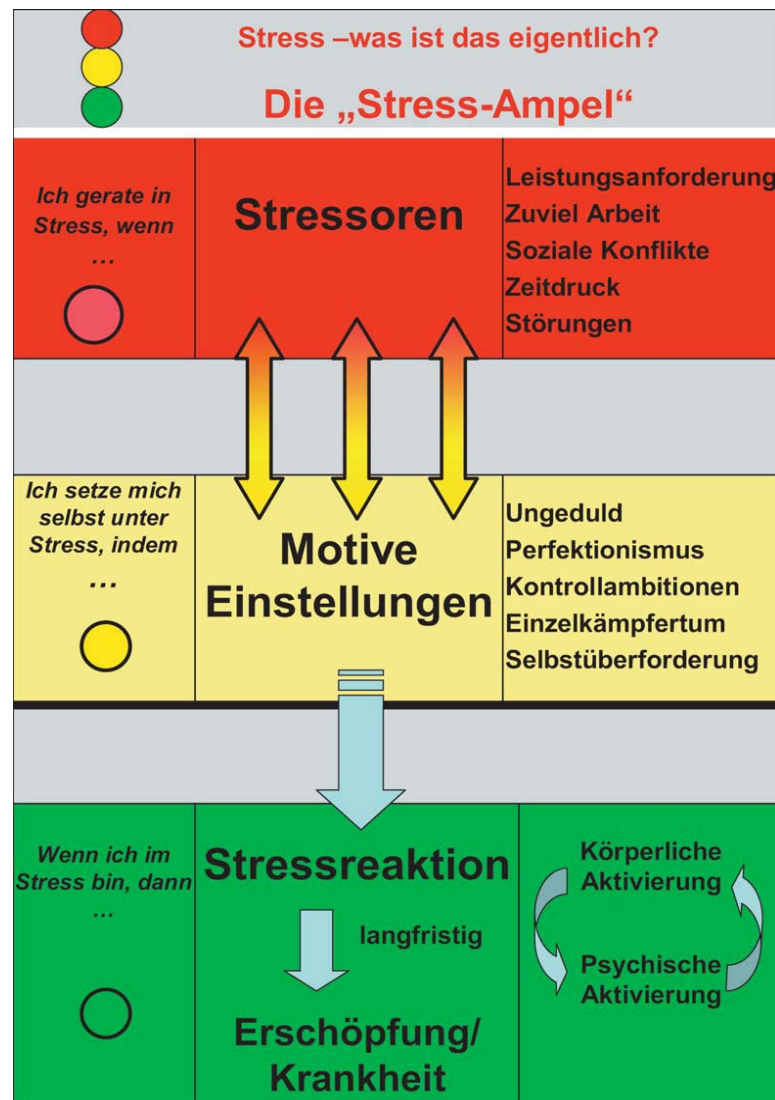 Stress –was ist das eigentlich?
Die „Stress-Ampel“
Ich gerate in
Stress, wenn
…
Stressoren
Leistungsanforderung
Zuviel Arbeit
Soziale Konflikte
Zeitdruck
Störungen
Ich setze mich
selbst unter
Stress, indem
…
Motive
Einstellungen
Ungeduld
Perfektionismus
Kontrollambitionen
Einzelkämpfertum
Selbstüberforderung
Wenn ich im
Stress bin, dann
…
Stressreaktion
langfristig
Erschöpfung/
Krankheit
Körperliche
Aktivierung
Psychische
Aktivierung